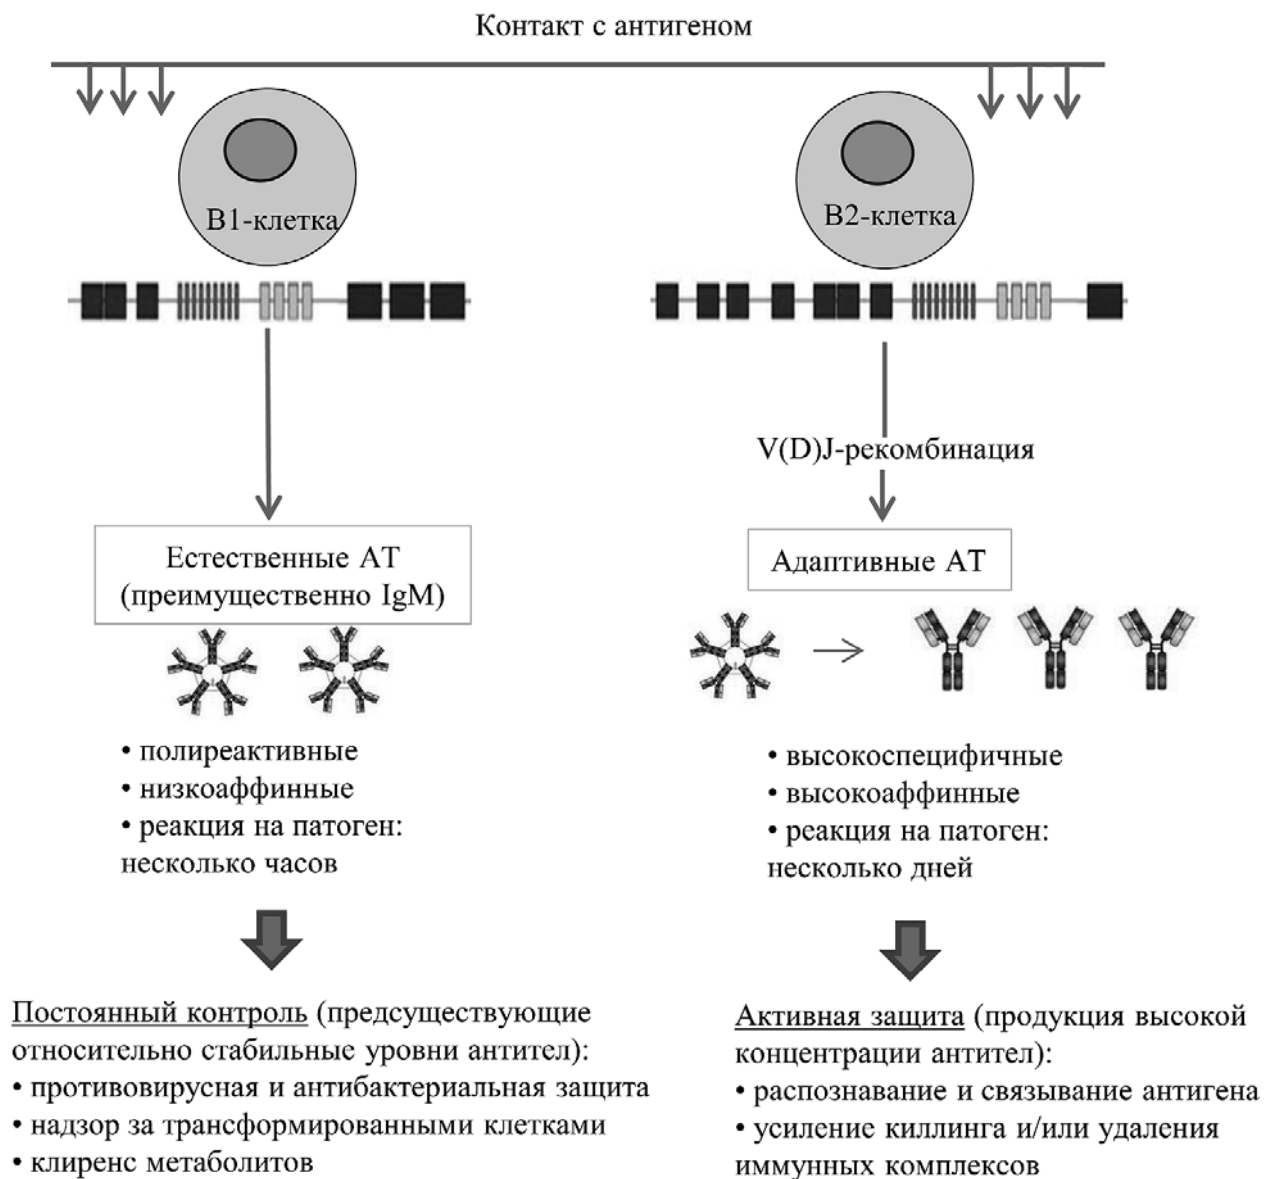 Контакт с антигеном
В1-клетка
В2-клетка
V(D)J-рекомбинация
Естественные АТ
(преимущественно IgM)
Адаптивные АТ
• полиреактивные
• низкоаффинные
• реакция на патоген:
несколько часов
• высокоспецифичные
• высокоаффинные
• реакция на патоген:
несколько дней
Постоянный контроль (предсуществующие
относительно стабильные уровни антител):
• противовирусная и антибактериальная защита
• надзор за трансформированными клетками
• клиренс метаболитов
Активная защита (продукция высокой
концентрации антител):
• распознавание и связывание антигена
• усиление киллинга и/или удаления
иммунных комплексов